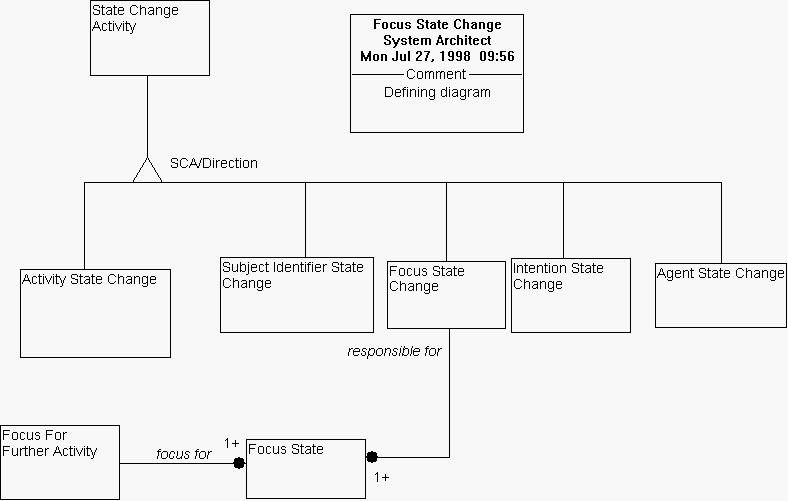 State Change
Activity
Focus State Change
System Architect
Mon Jul 27, 1998  09:56
Comment
Defining diagram
SCA/Direction
Activity State Change
Subject Identifier State
Change
Focus State
Change
Intention State
Change
Agent State Change
responsible for
Focus For
Further Activity
focus for
1+
Focus State
1+